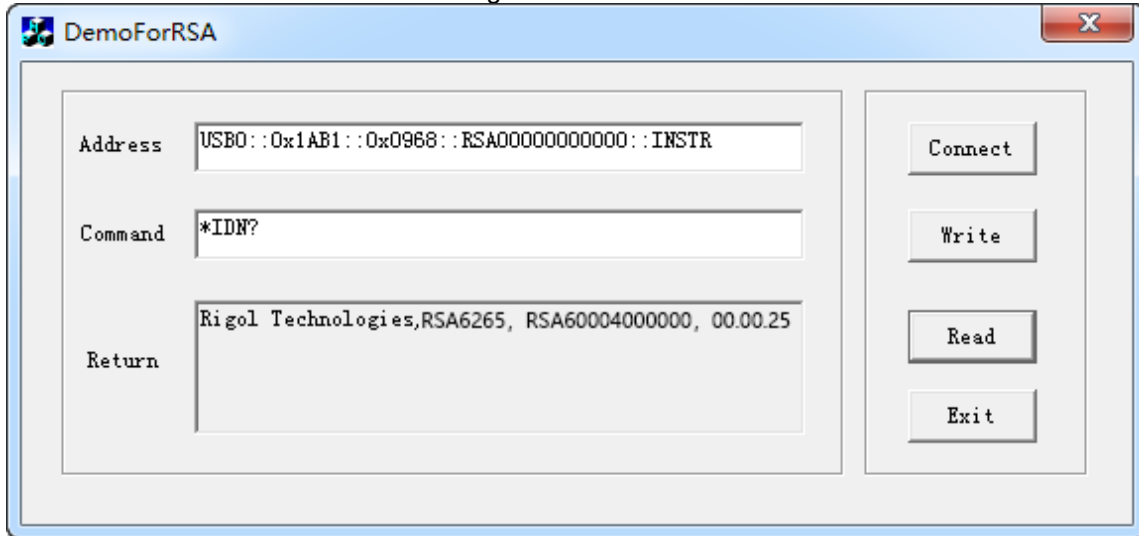 DemoForRSA
Address
USB0::0x1AB1::0x0968::RSA00000000000::INSTR
Connect
Command
*IDN?
Write
Return
Rigol Technologies,RSA6265, RSA60004000000, 00.00.25
Read
Exit